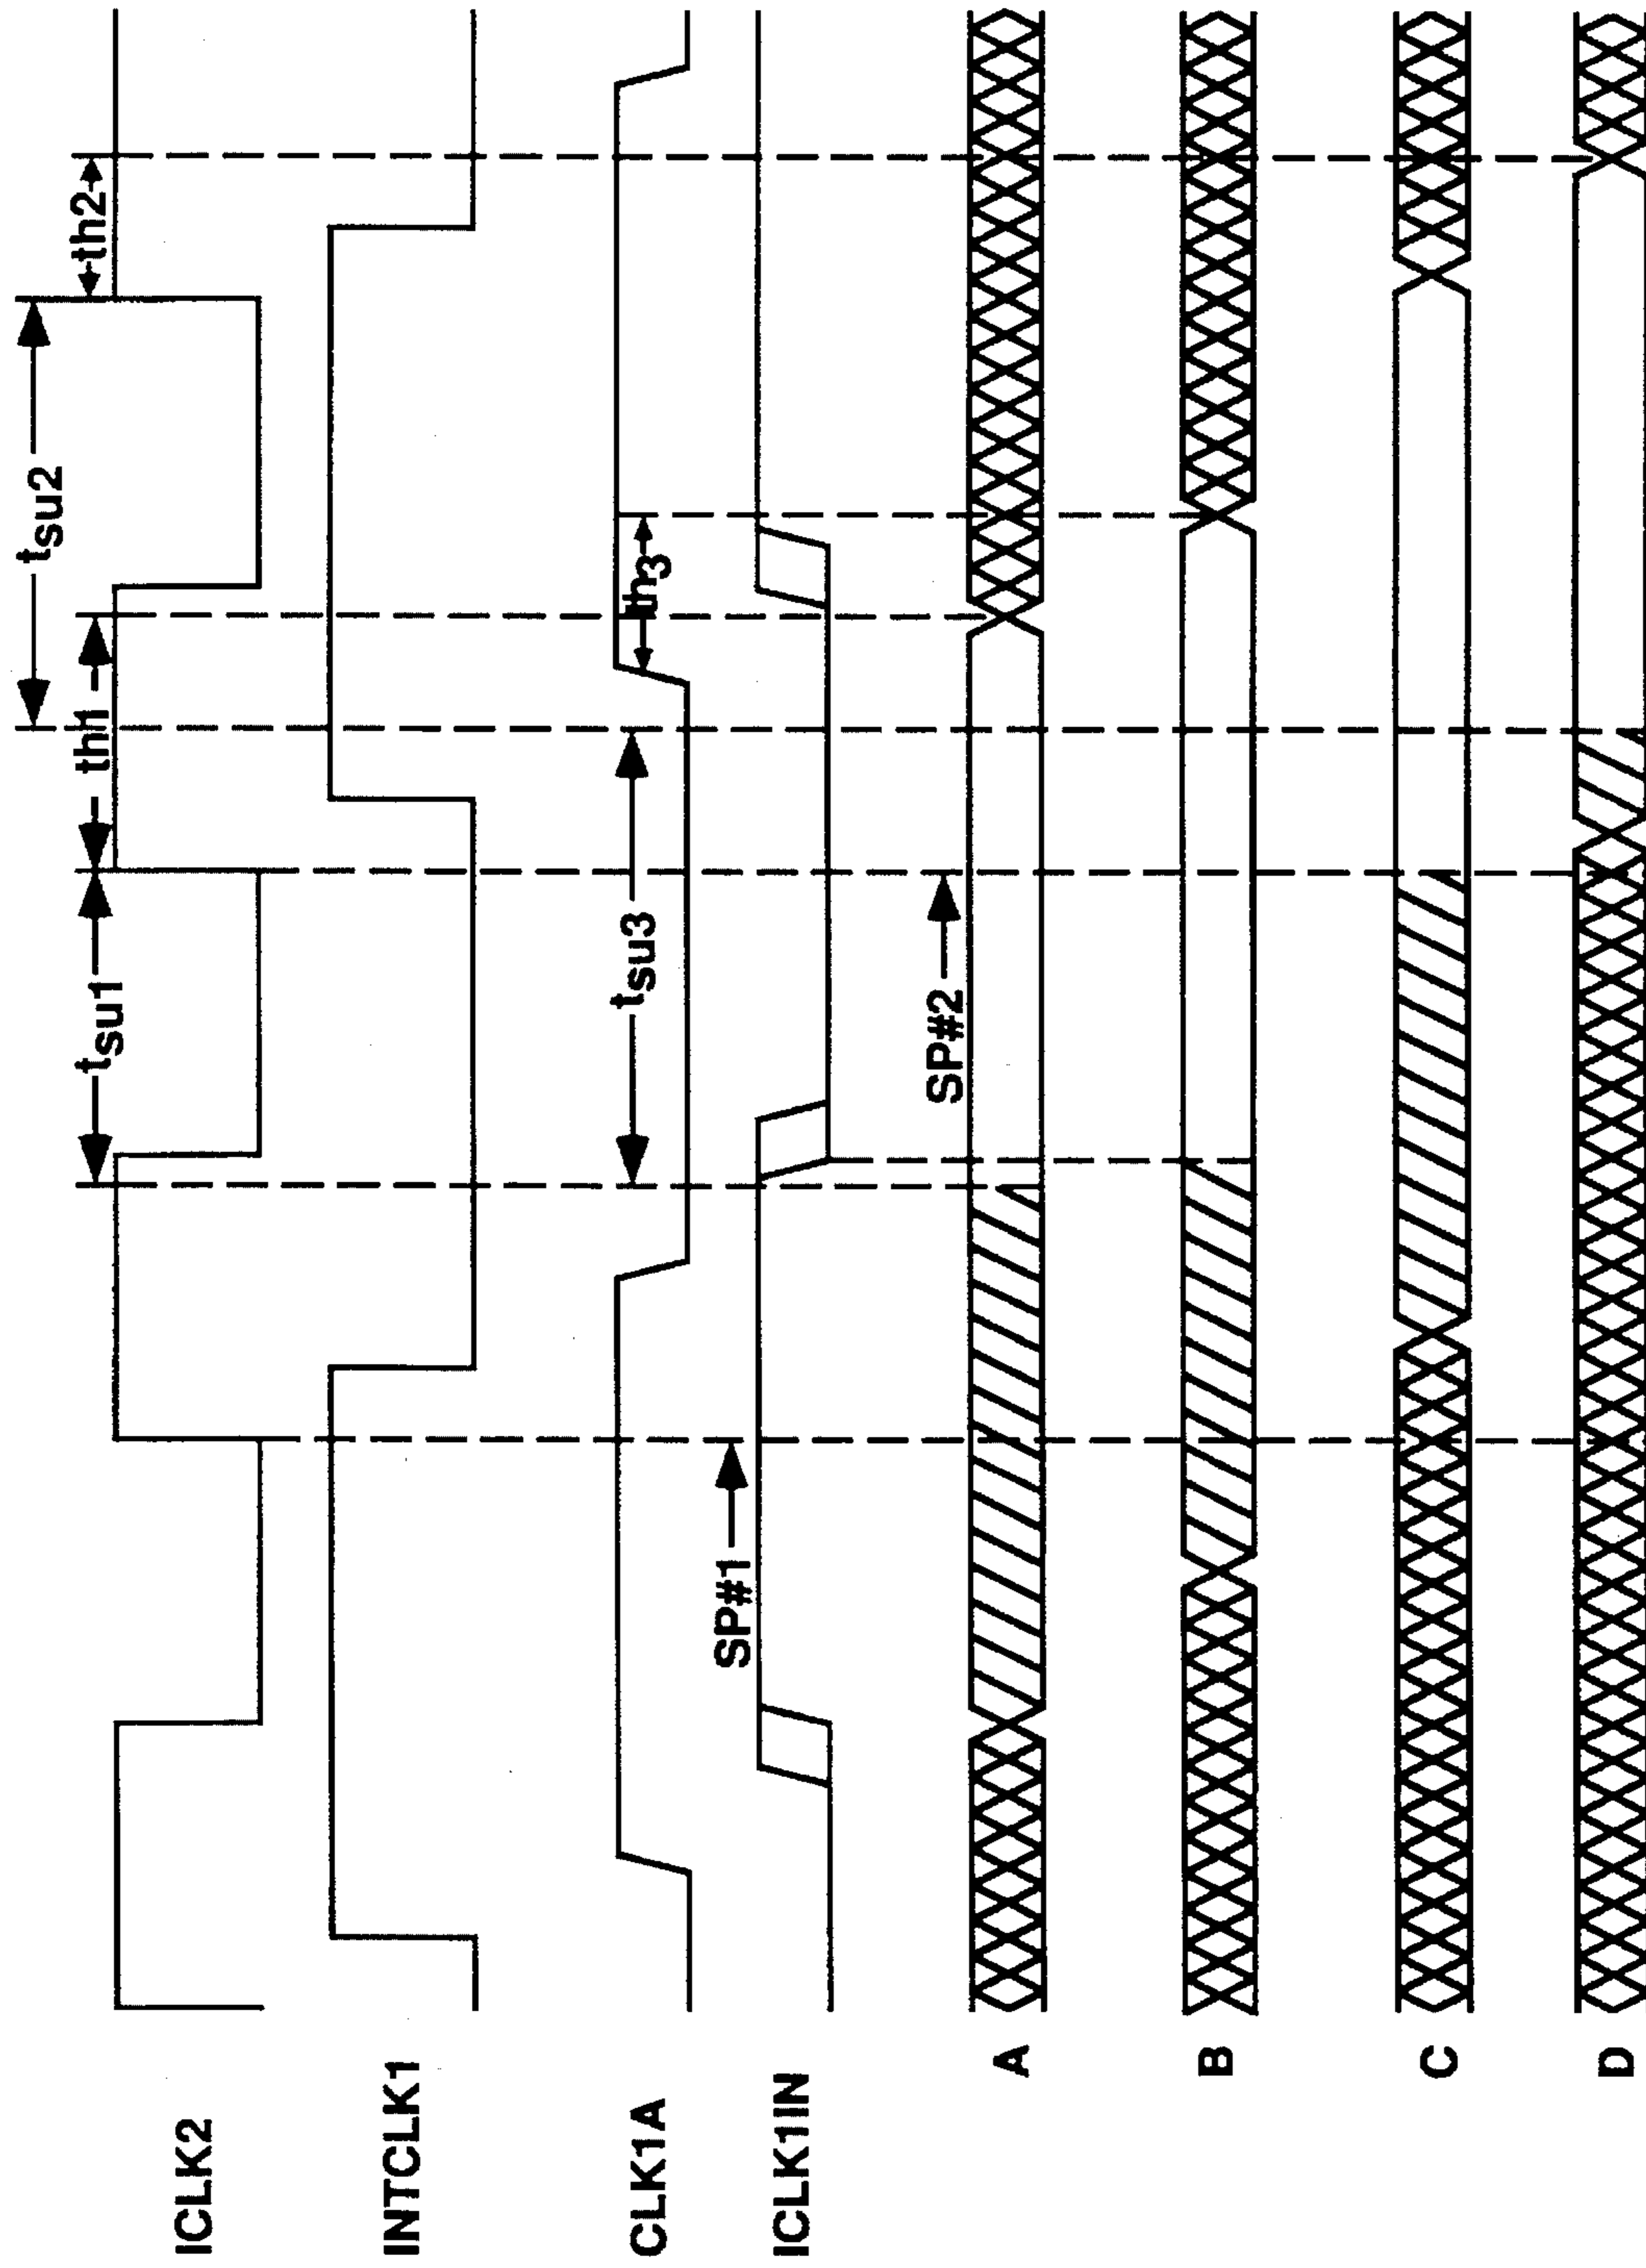 tsu2
tsu1
th1
th2
ICLK2
INTCLK1
tsu3
th3
CLK1A
SP#1
ICLK1IN
SP#2
A
B
C
D